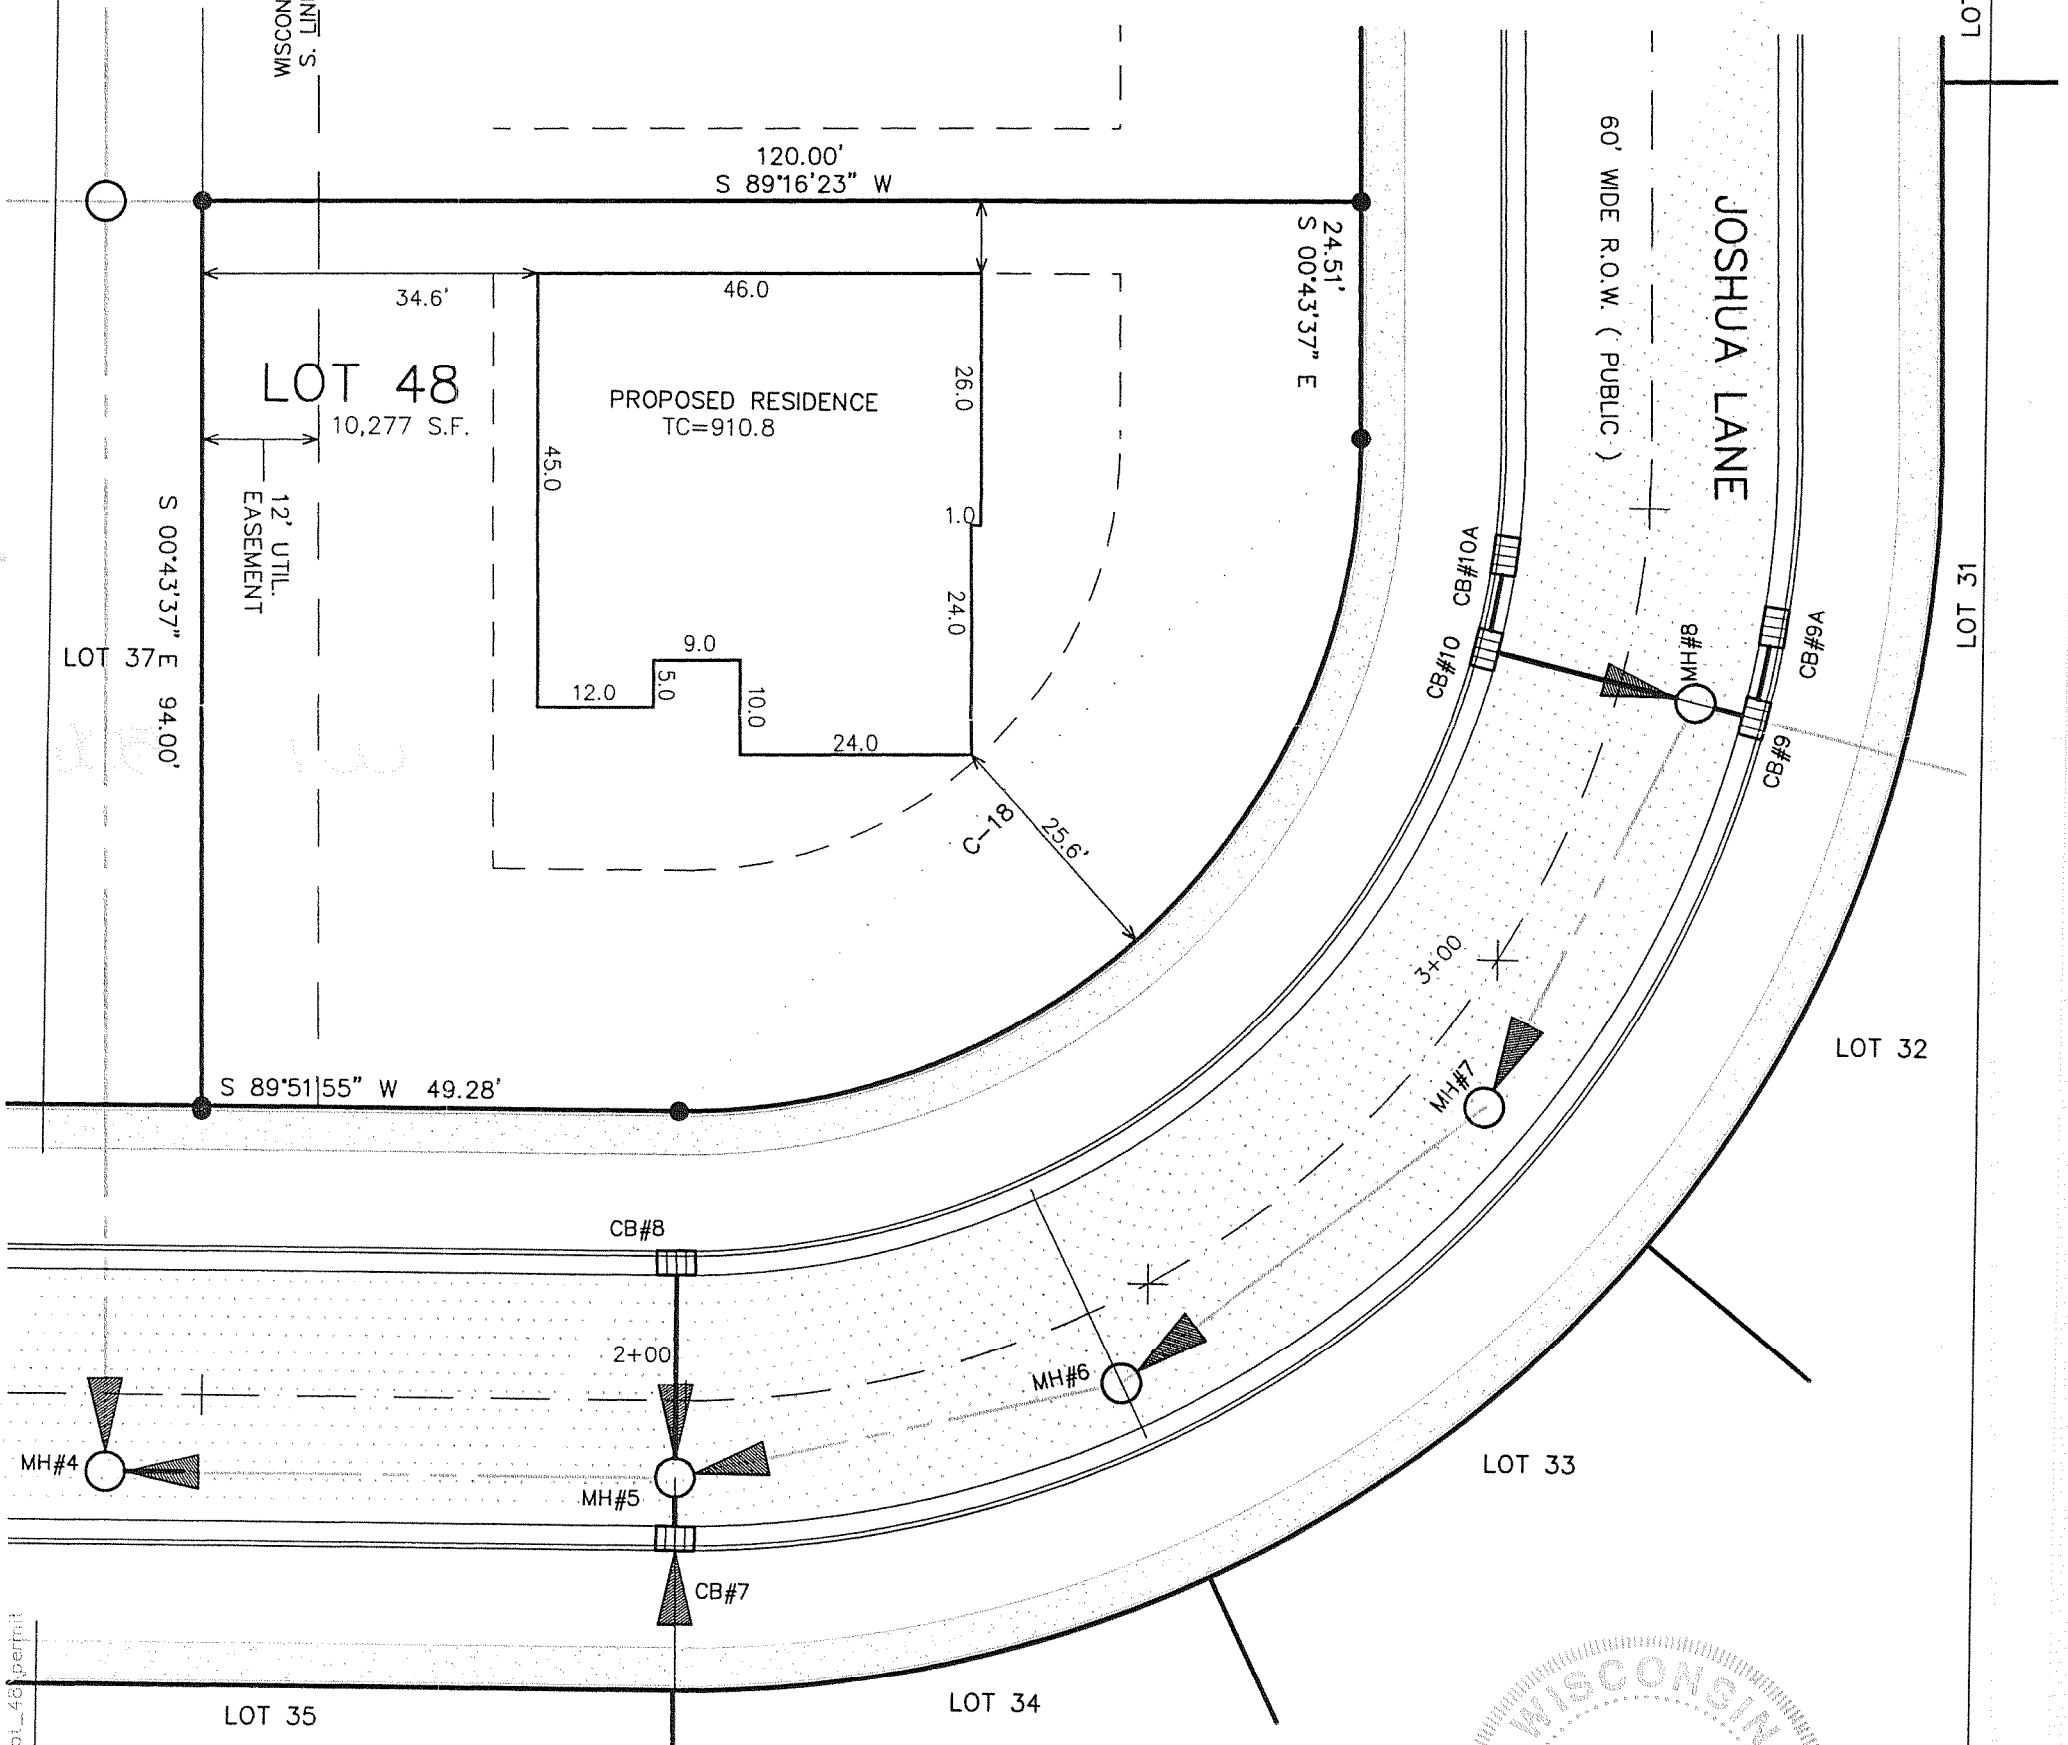 120.00'
S 89°16'23" W
24.51'
S 00°43'37" E
60' WIDE R.O.W. ( PUBLIC )
JOSHUA LANE
34.6'
46.0
LOT 48
10,277 S.F.
PROPOSED RESIDENCE
TC=910.8
26.0
45.0
1.0
24.0
12' UTIL.
EASEMENT
S 00°43'37" E 94.00'
LOT 37
9.0
5.0
12.0
10.0
24.0
C-18
25.6'
CB#10A
CB#10
MH#8
CB#9A
CB#9
LOT 31
3+00
MH#7
LOT 32
S 89°51'55" W 49.28'
CB#8
2+00
MH#6
MH#4
MH#5
LOT 33
CB#7
LOT 35
LOT 34
WISCONSIN